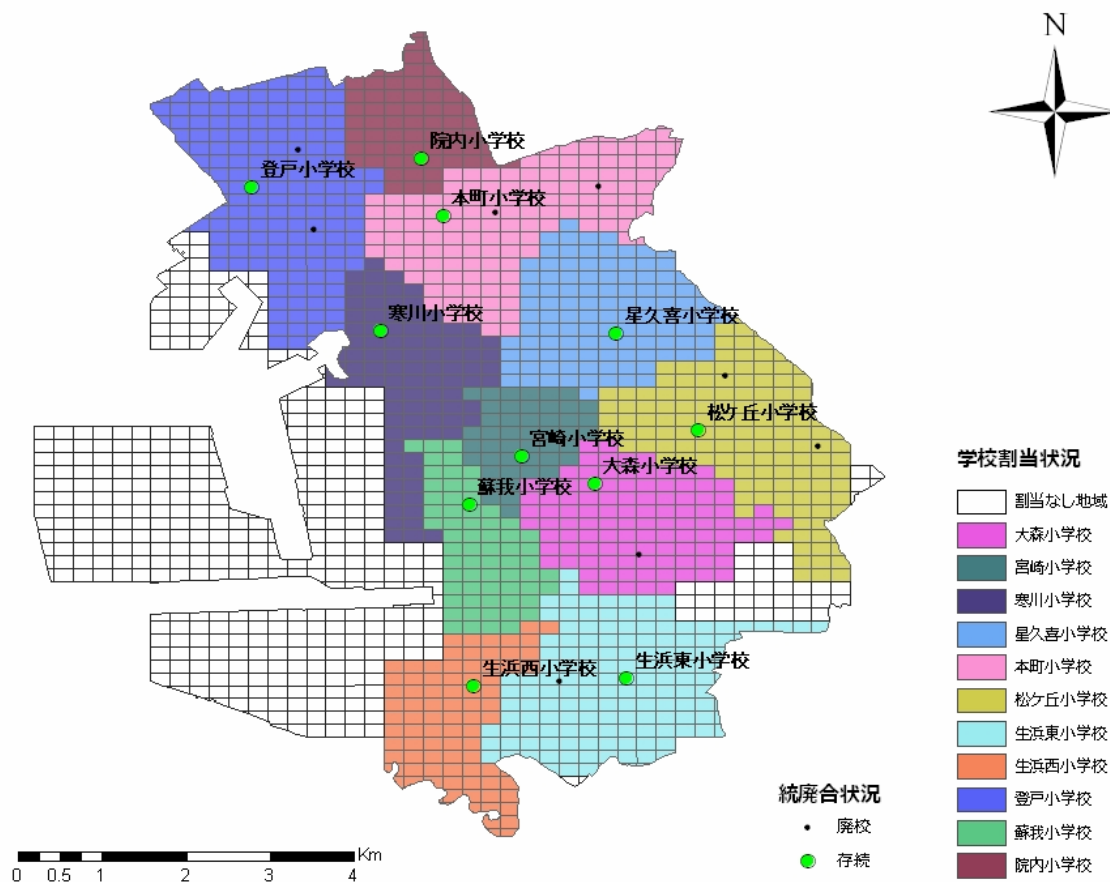 N
院内小学校
登戸小学校
本町小学校
寒川小学校
星久喜小学校
松ケ丘小学校
宮崎小学校
大森小学校
蘇我小学校
生浜東小学校
生浜西小学校
学校割当状況
割当なし地域
大森小学校
宮崎小学校
寒川小学校
星久喜小学校
本町小学校
松ケ丘小学校
生浜東小学校
生浜西小学校
登戸小学校
蘇我小学校
院内小学校
統廃合状況
廃校
存続
Km
0 0.5 1 2 3 4